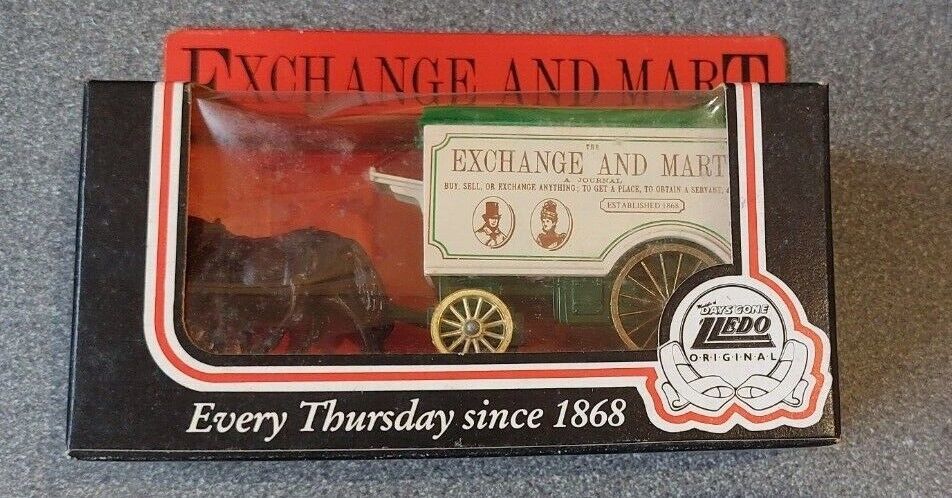 EXCHANGE AND MART
THE
EXCHANGE AND MART
A JOURNAL
BUY, SELL, OR EXCHANGE ANYTHING; TO GET A PLACE, TO OBTAIN A SERVANT,
ESTABLISHED 1868
DAYS GONE
LLEDO
ORIGINAL
Every Thursday since 1868